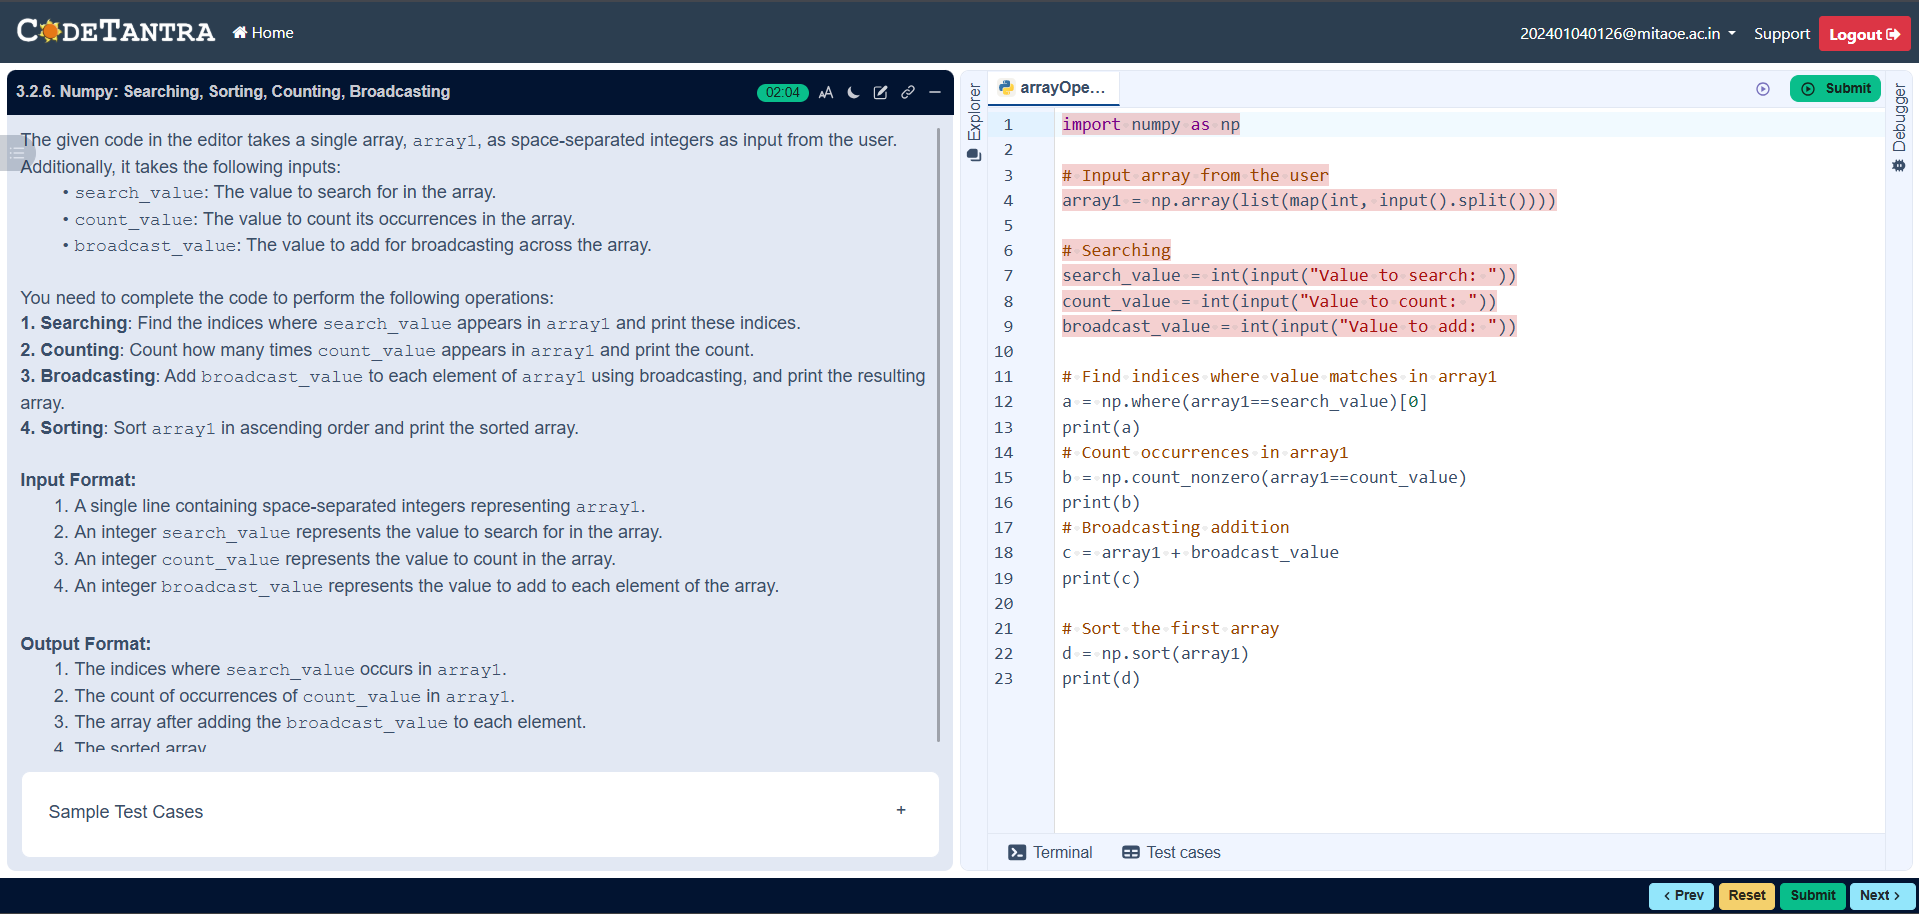 CODETANTRA Home 202401040126@mitaoe.ac.in Support Logout
3.2.6. Numpy: Searching, Sorting, Counting, Broadcasting 02:04 AA
The given code in the editor takes a single array, array1, as space-separated integers as input from the user.
Additionally, it takes the following inputs:
• search_value: The value to search for in the array.
• count_value: The value to count its occurrences in the array.
• broadcast_value: The value to add for broadcasting across the array.
You need to complete the code to perform the following operations:
1. Searching: Find the indices where search_value appears in array1 and print these indices.
2. Counting: Count how many times count_value appears in array1 and print the count.
3. Broadcasting: Add broadcast_value to each element of array1 using broadcasting, and print the resulting
array.
4. Sorting: Sort array1 in ascending order and print the sorted array.
Input Format:
1. A single line containing space-separated integers representing array1.
2. An integer search_value represents the value to search for in the array.
3. An integer count_value represents the value to count in the array.
4. An integer broadcast_value represents the value to add to each element of the array.
Output Format:
1. The indices where search_value occurs in array1.
2. The count of occurrences of count_value in array1.
3. The array after adding the broadcast_value to each element.
4. The sorted array
Sample Test Cases +
Explorer
arrayOpe... Submit
Debugger
1 import numpy as np
2
3 # Input array from the user
4 array1 = np.array(list(map(int, input().split())))
5
6 # Searching
7 search_value = int(input("Value to search: "))
8 count_value = int(input("Value to count: "))
9 broadcast_value = int(input("Value to add: "))
10
11 # Find indices where value matches in array1
12 a = np.where(array1==search_value)[0]
13 print(a)
14 # Count occurrences in array1
15 b = np.count_nonzero(array1==count_value)
16 print(b)
17 # Broadcasting addition
18 c = array1 + broadcast_value
19 print(c)
20
21 # Sort the first array
22 d = np.sort(array1)
23 print(d)
Terminal Test cases
< Prev Reset Submit Next >